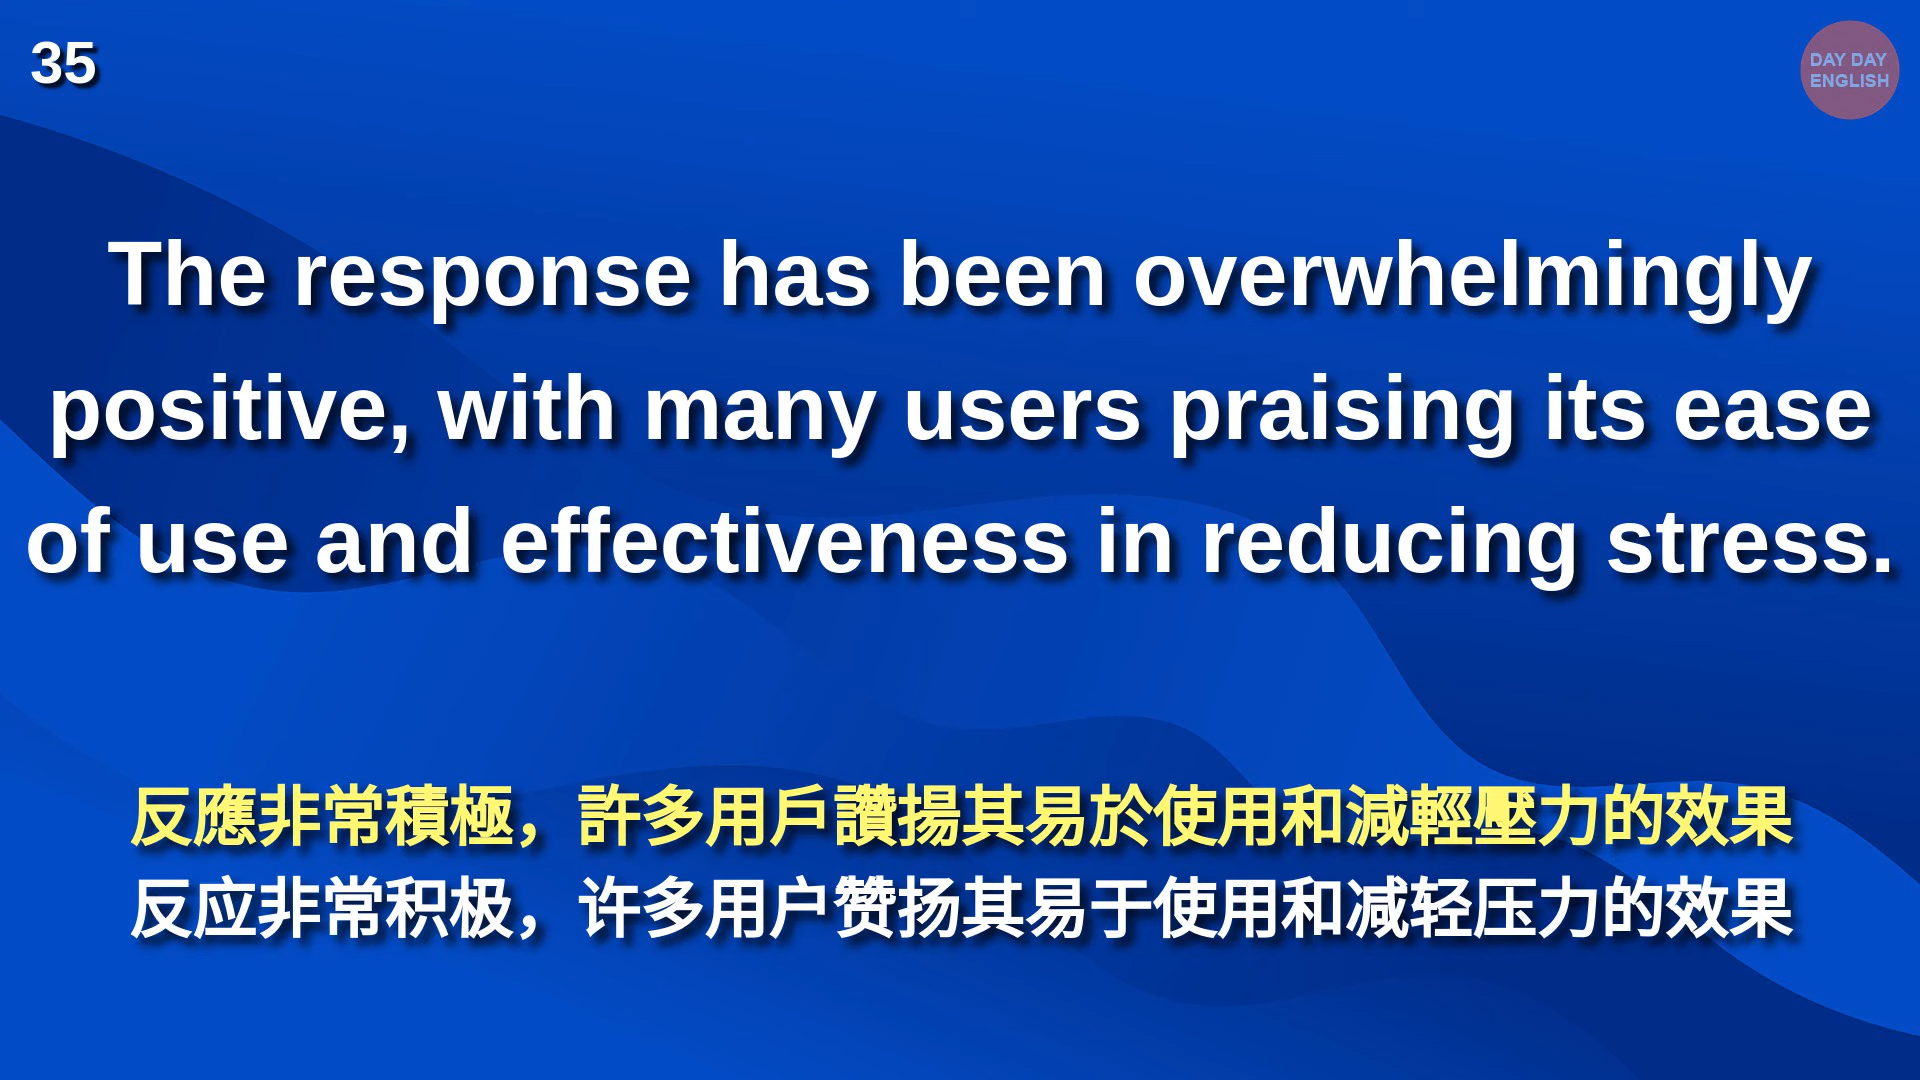 35
DAY DAY
ENGLISH
The response has been overwhelmingly
positive, with many users praising its ease
of use and effectiveness in reducing stress.
反應非常積極，許多用戶讚揚其易於使用和減輕壓力的效果
反应非常积极，许多用户赞扬其易于使用和减轻压力的效果